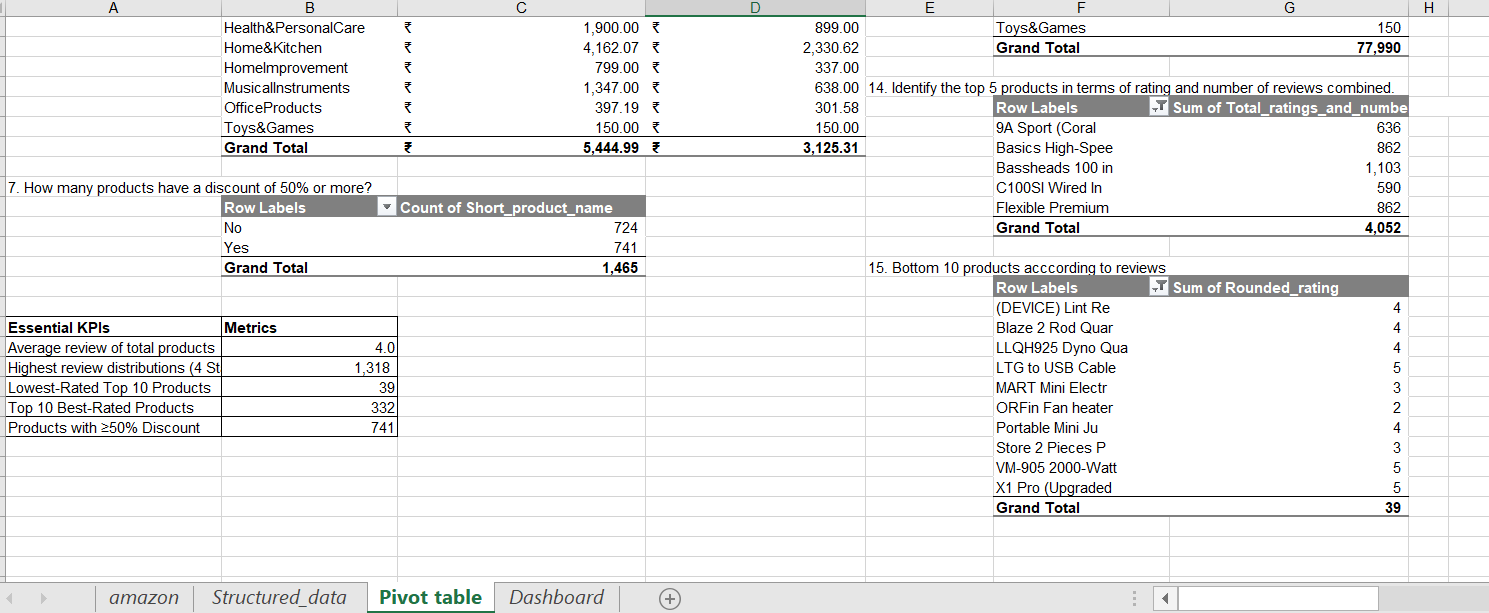 A B C D E F G H
Health&PersonalCare ₹ 1,900.00 ₹ 899.00 Toys&Games 150
Home&Kitchen ₹ 4,162.07 ₹ 2,330.62 Grand Total 77,990
HomeImprovement ₹ 799.00 ₹ 337.00
MusicalInstruments ₹ 1,347.00 ₹ 638.00 14. Identify the top 5 products in terms of rating and number of reviews combined.
OfficeProducts ₹ 397.19 ₹ 301.58 Row Labels Sum of Total_ratings_and_numbe
Toys&Games ₹ 150.00 ₹ 150.00 9A Sport (Coral 636
Grand Total ₹ 5,444.99 ₹ 3,125.31 Basics High-Spee 862
Bassheads 100 in 1,103
7. How many products have a discount of 50% or more? C100SI Wired In 590
Row Labels Count of Short_product_name Flexible Premium 862
No 724 Grand Total 4,052
Yes 741
Grand Total 1,465 15. Bottom 10 products acccording to reviews
Row Labels Sum of Rounded_rating
(DEVICE) Lint Re 4
Essential KPIs Metrics Blaze 2 Rod Quar 4
Average review of total products 4.0 LLQH925 Dyno Qua 4
Highest review distributions (4 St 1,318 LTG to USB Cable 5
Lowest-Rated Top 10 Products 39 MART Mini Electr 3
Top 10 Best-Rated Products 332 ORFin Fan heater 2
Products with ≥50% Discount 741 Portable Mini Ju 4
Store 2 Pieces P 3
VM-905 2000-Watt 5
X1 Pro (Upgraded 5
Grand Total 39
amazon Structured_data Pivot table Dashboard